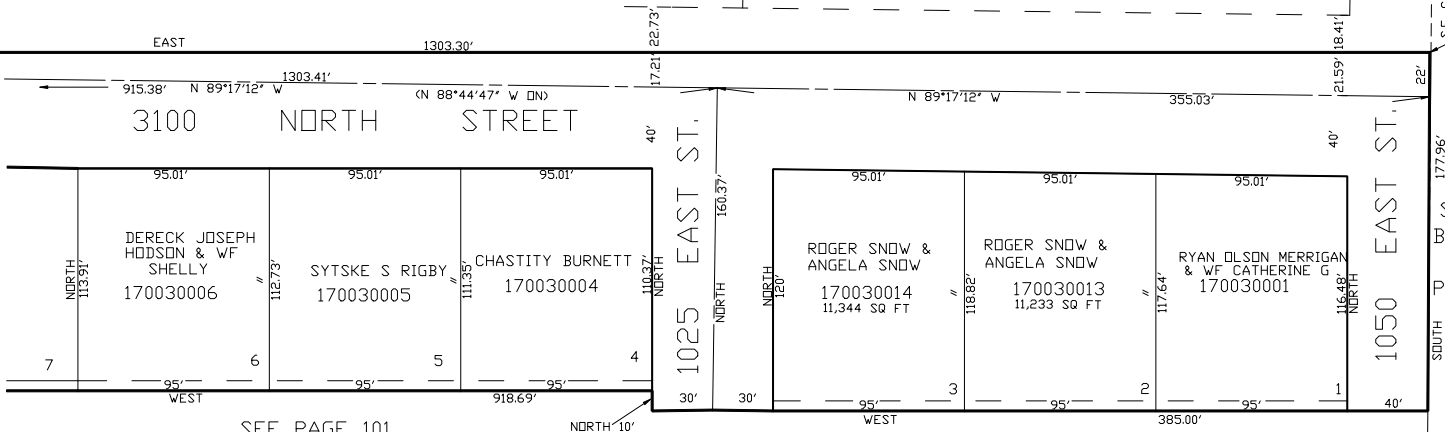 22.73'
18.41'
EAST
1303.30'
17.21'
21.59'
22'
1303.41'
915.38' N 89°17'12" W
(N 88°44'47" W ON)
N 89°17'12" W
355.03'
3100 NORTH STREET
40'
40'
1025 EAST ST.
1050 EAST ST.
177.96'
160.37'
NORTH
95.01'
95.01'
95.01'
95.01'
95.01'
95.01'
NORTH
113.91'
DERECK JOSEPH
HODSON & WF
SHELLY
170030006
"
112.73'
SYTSKE S RIGBY
170030005
"
111.35'
CHASTITY BURNETT
170030004
110.37'
NORTH
NORTH
120'
ROGER SNOW &
ANGELA SNOW
170030014
11,344 SQ FT
"
118.82'
ROGER SNOW &
ANGELA SNOW
170030013
11,233 SQ FT
"
117.64'
RYAN OLSON MERRIGAN
& WF CATHERINE G
170030001
116.48'
NORTH
B
P
SOUTH
7
6
5
4
3
2
1
95'
95'
95'
30'
30'
95'
95'
95'
40'
WEST
918.69'
WEST
385.00'
SEE PAGE 101
NORTH 10'